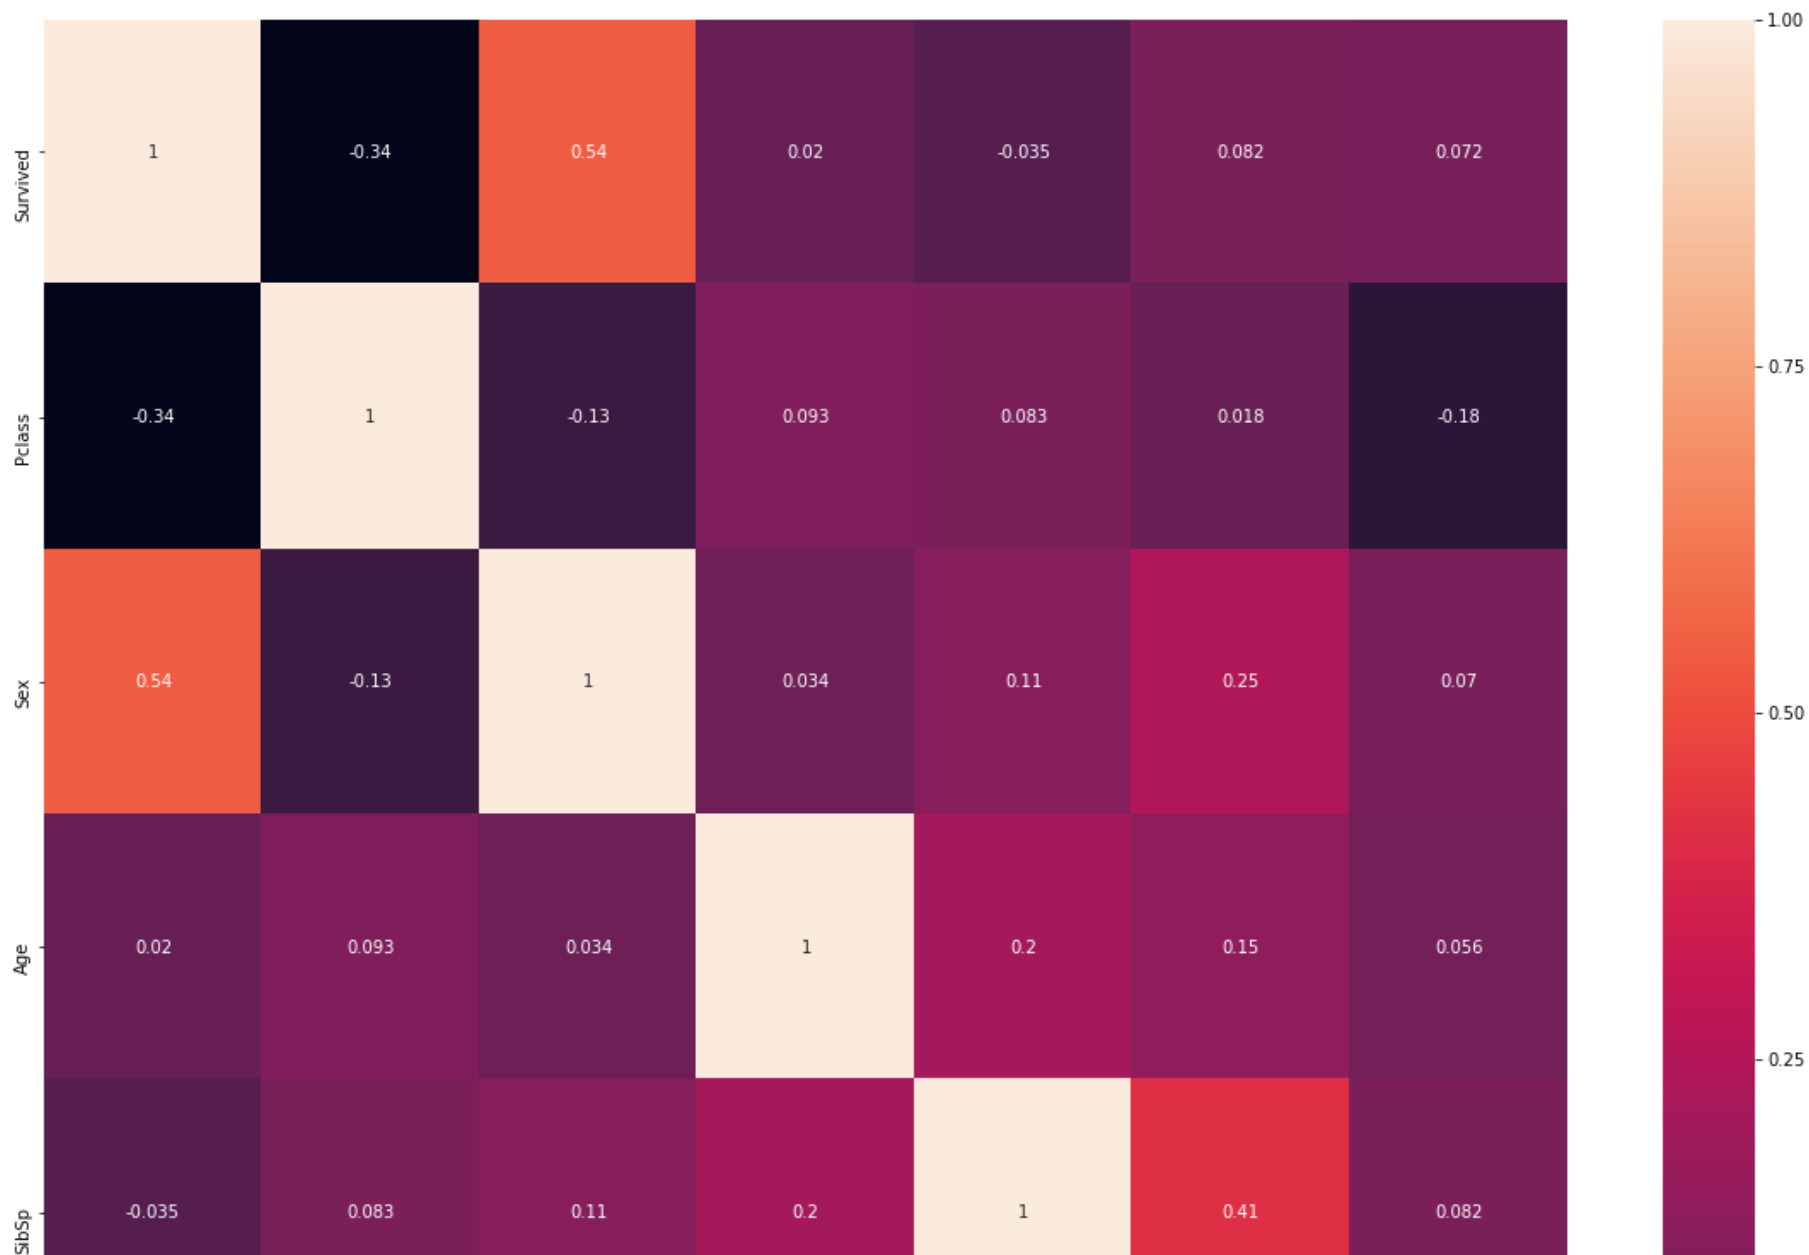 1.00
Survived 1 -0.34 0.54 0.02 -0.035 0.082 0.072
0.75
Pclass -0.34 1 -0.13 0.093 0.083 0.018 -0.18
Sex 0.54 -0.13 1 0.034 0.11 0.25 0.07
0.50
Age 0.02 0.093 0.034 1 0.2 0.15 0.056
0.25
SibSp -0.035 0.083 0.11 0.2 1 0.41 0.082